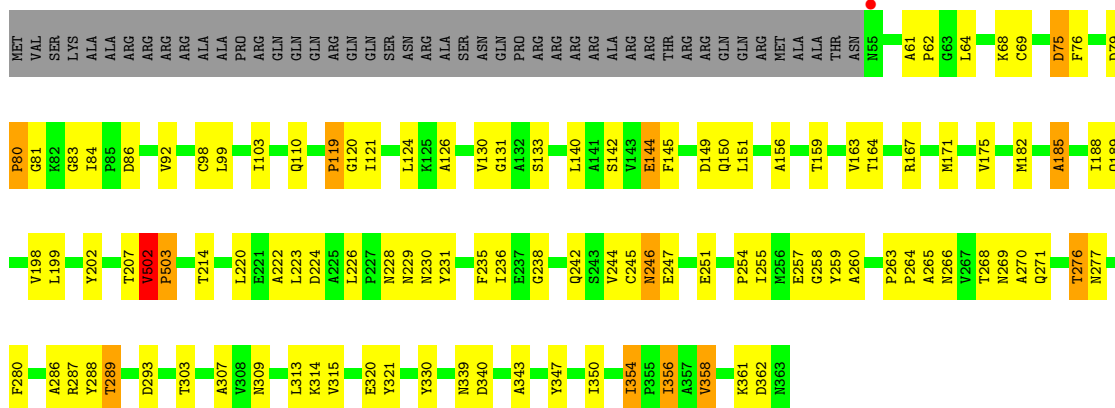 MET VAL SER LYS ALA ALA ARG ARG ARG ARG ALA ALA PRO ARG GLN GLN GLN ARG GLN GLN SER ASN ARG ALA SER ASN GLN PRO ARG ARG ARG ARG ALA ARG ARG THR ARG ARG GLN GLN ARG MET ALA ALA THR ASN N55 A61 P62 G63 L64 K68 C69 D75 F76
P80 G81 K82 G83 I84 P85 D86 V92 C98 L99 I103 Q110 P119 G120 I121 L124 K125 A126 V130 G131 A132 S133 L140 A141 S142 V143 E144 F145 D149 Q150 L151 A156 T159 V163 T164 R167 M171 V175 M182 A185 I188
V198 L199 Y202 T207 V502 P503 T214 L220 E221 A222 L223 D224 A225 L226 P227 N228 N229 N230 Y231 F235 I236 E237 G238 Q242 S243 V244 C245 N246 E247 E251 P254 I255 M256 E257 G258 Y259 A260 P263 P264 A265 N266 V267 T268 N269 A270 Q271 T276 N277
F280 A286 R287 Y288 T289 D293 T303 A307 V308 N309 L313 K314 V315 E320 Y321 Y330 N339 D340 A343 Y347 I350 I354 P355 I356 A357 V358 K361 D362 N363